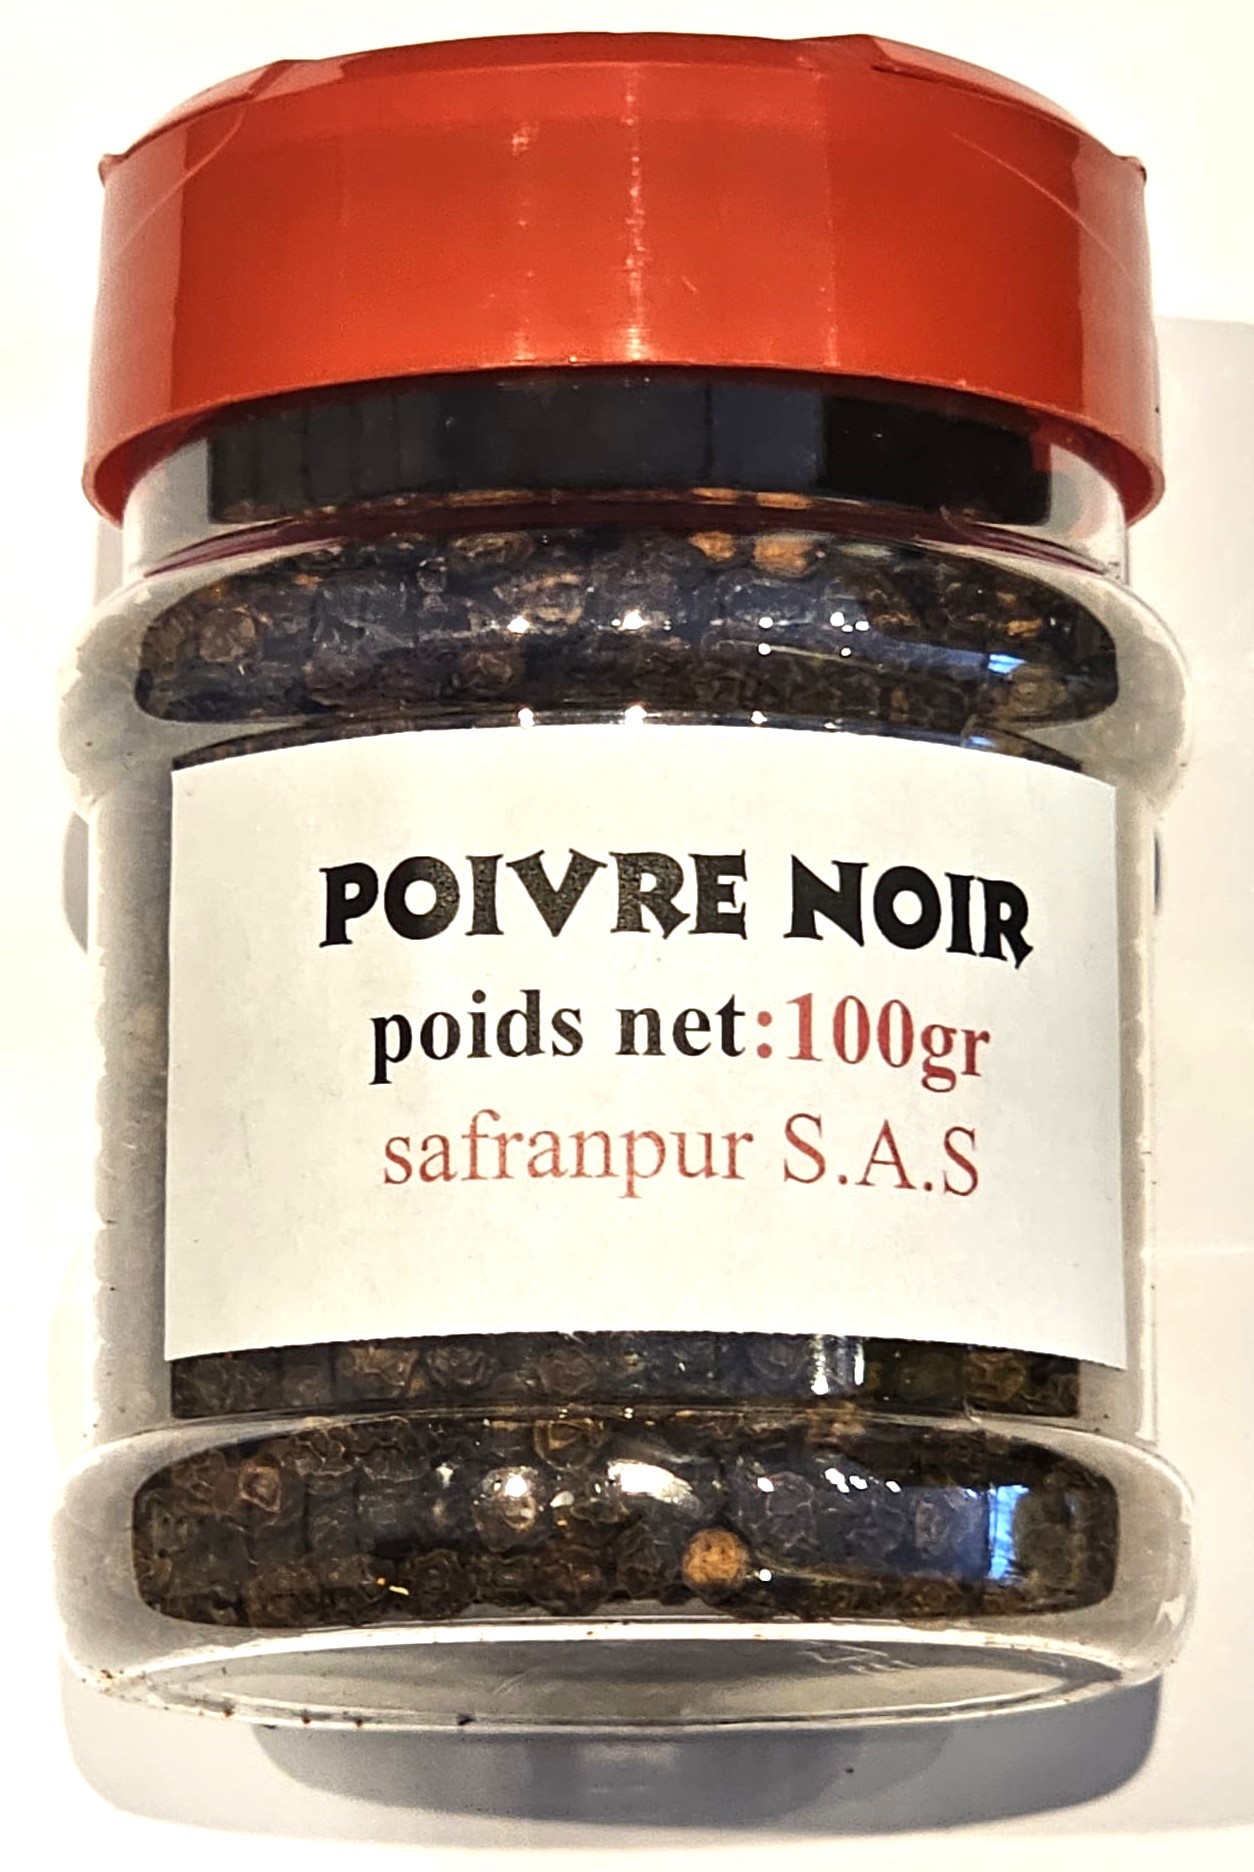 POIVRE NOIR
poids net:100gr
safranpur S.A.S